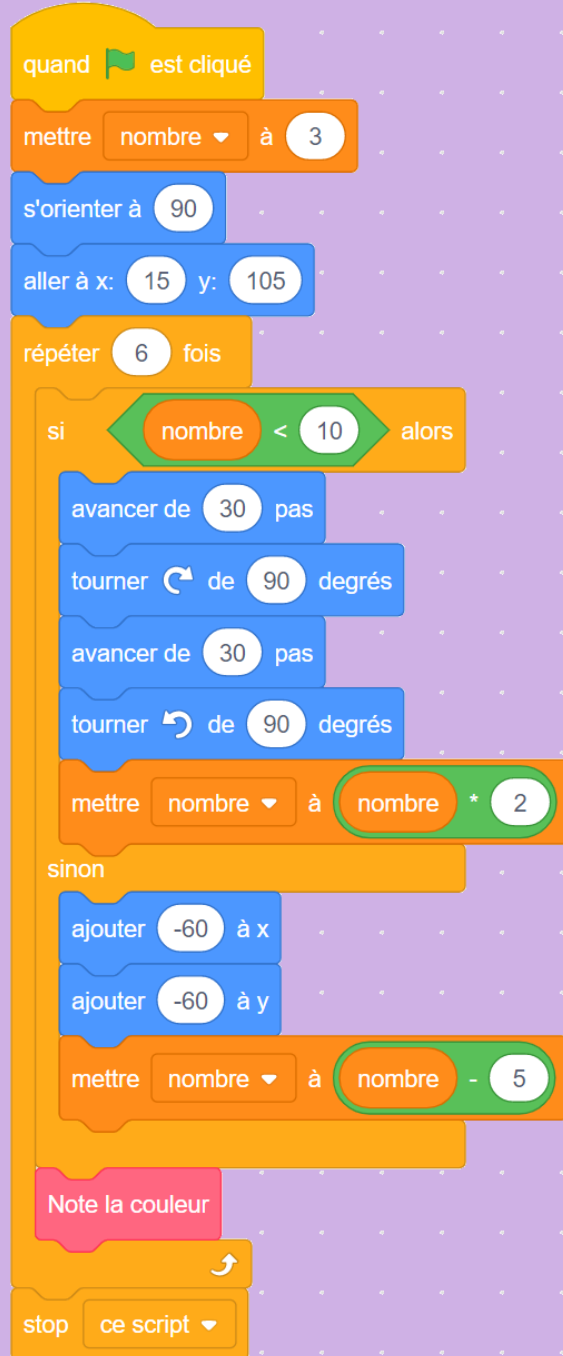 quand est cliqué
mettre nombre à 3
s'orienter à 90
aller à x: 15 y: 105
répéter 6 fois
si nombre < 10 alors
avancer de 30 pas
tourner de 90 degrés
avancer de 30 pas
tourner de 90 degrés
mettre nombre à nombre * 2
sinon
ajouter -60 à x
ajouter -60 à y
mettre nombre à nombre - 5
Note la couleur
stop ce script